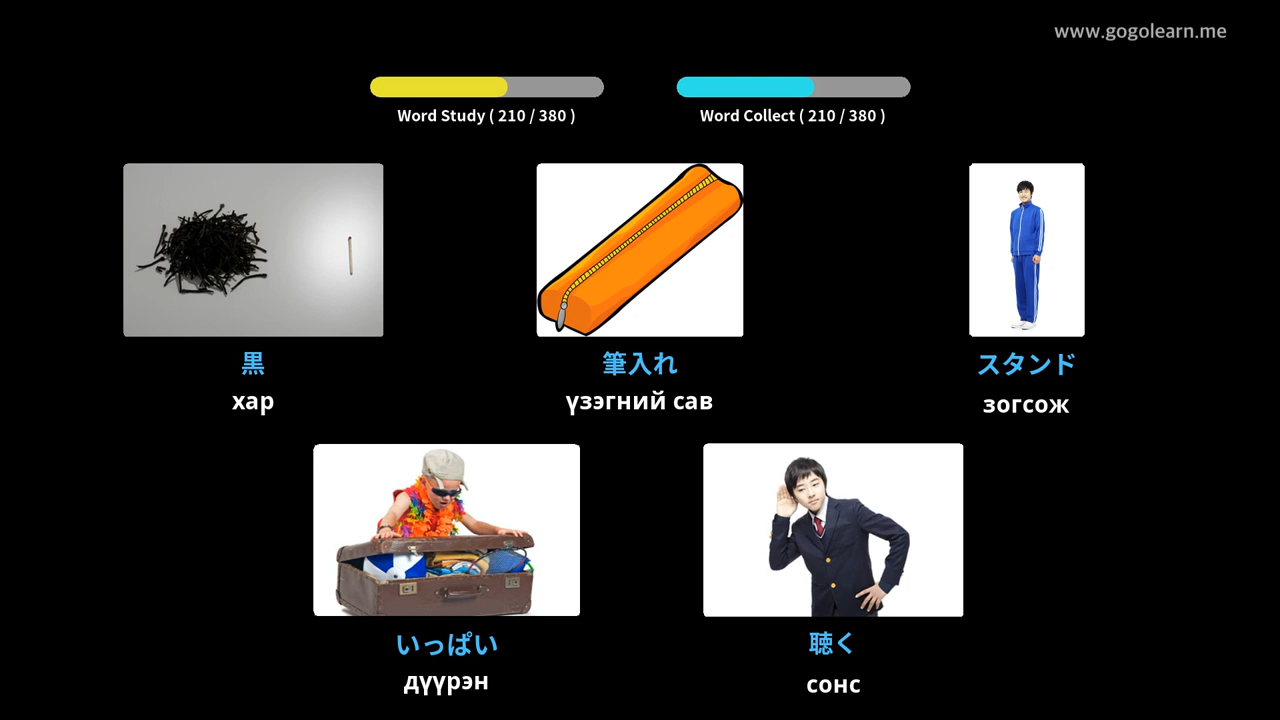 www.gogolearn.me
Word Study ( 210 / 380 )
Word Collect ( 210 / 380 )
黒
хар
筆入れ
үзэгний сав
スタンド
зогсож
いっぱい
дүүрэн
聴く
сонс